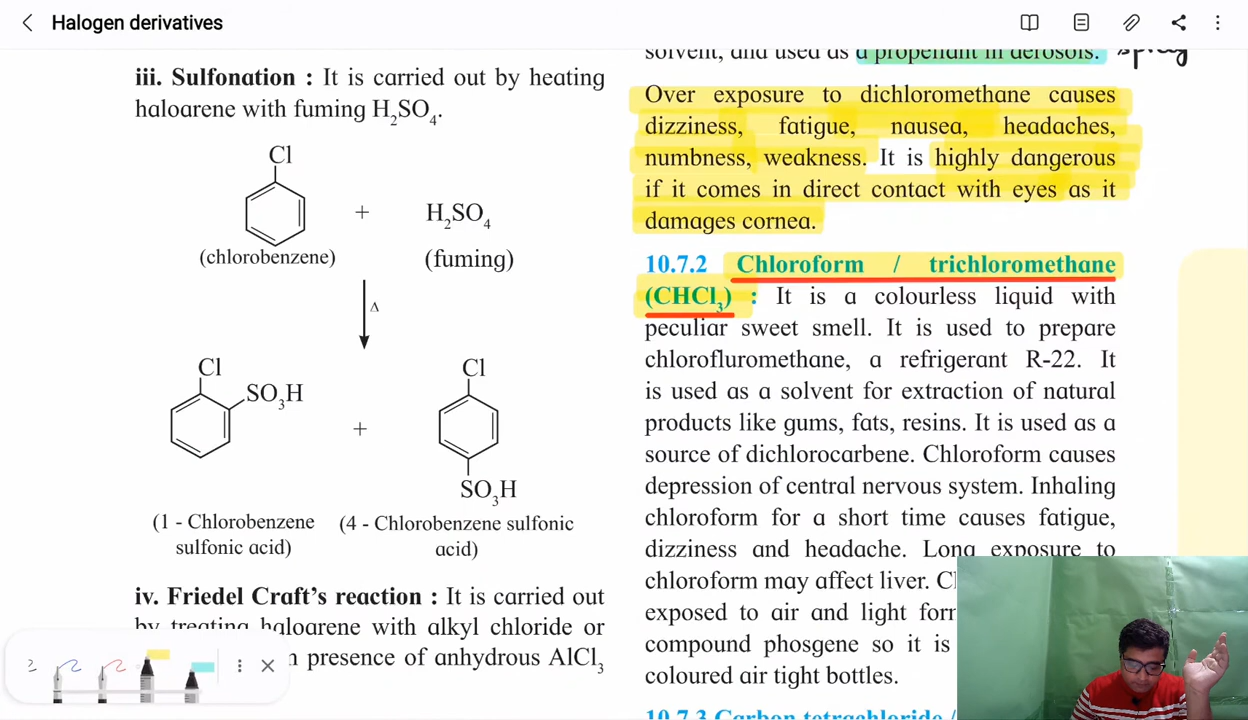 Halogen derivatives
iii. Sulfonation : It is carried out by heating
haloarene with fuming H₂SO₄.
Cl
+ H₂SO₄
(chlorobenzene) (fuming)
Δ
Cl
SO₃H
+
Cl
SO₃H
(1 - Chlorobenzene
sulfonic acid)
(4 - Chlorobenzene sulfonic
acid)
iv. Friedel Craft's reaction : It is carried out
by treating haloarene with alkyl chloride or
presence of anhydrous AlCl₃
solvent, and used as a propellant in aerosols.
Over exposure to dichloromethane causes
dizziness, fatigue, nausea, headaches,
numbness, weakness. It is highly dangerous
if it comes in direct contact with eyes as it
damages cornea.
10.7.2 Chloroform / trichloromethane
(CHCl₃) : It is a colourless liquid with
peculiar sweet smell. It is used to prepare
chlorofluromethane, a refrigerant R-22. It
is used as a solvent for extraction of natural
products like gums, fats, resins. It is used as a
source of dichlorocarbene. Chloroform causes
depression of central nervous system. Inhaling
chloroform for a short time causes fatigue,
dizziness and headache. Long exposure to
chloroform may affect liver.
exposed to air and light
compound phosgene so it is
coloured air tight bottles.
10.7.3 Carbon tetrachloride /